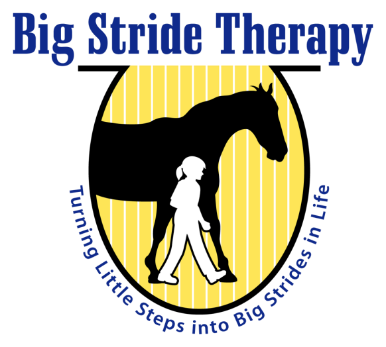 Big Stride Therapy
Turning Little Steps into Big Strides in Life